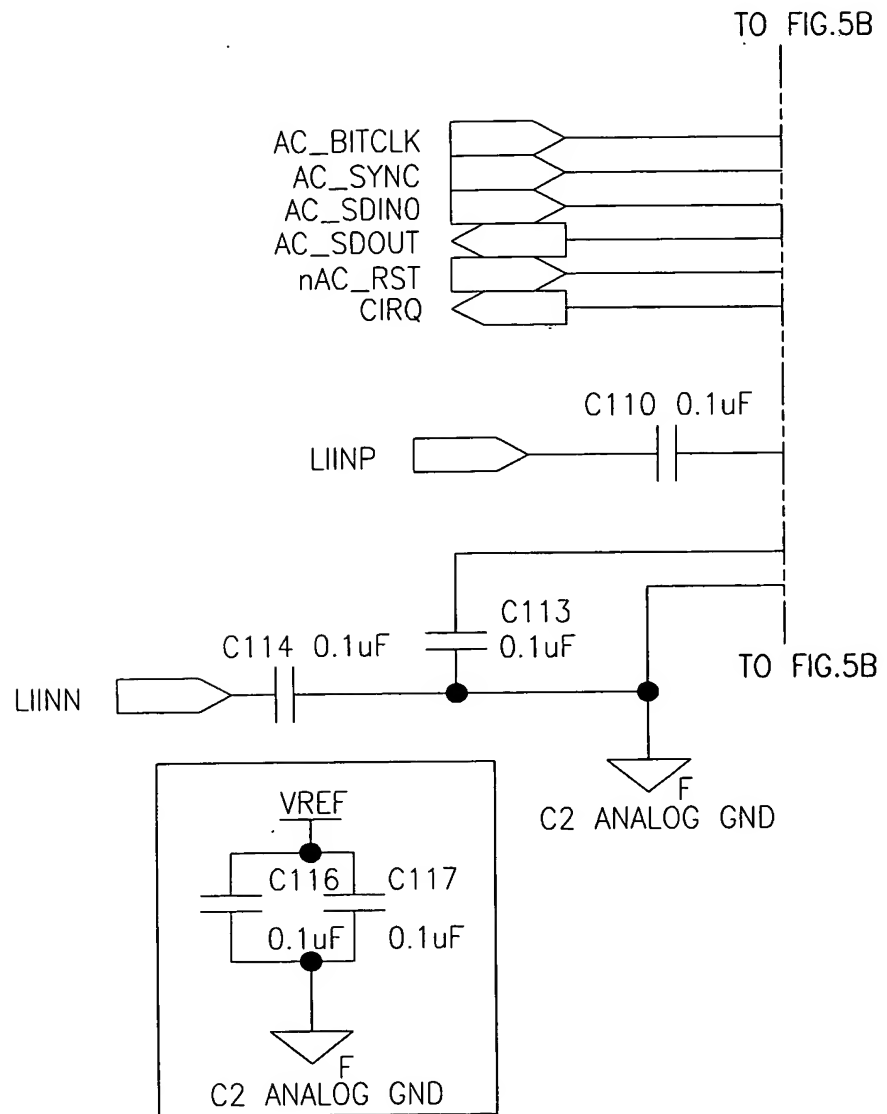 TO FIG.5B
AC_BITCLK
AC_SYNC
AC_SDIN0
AC_SDOUT
nAC_RST
CIRQ
C110 0.1uF
LIINP
C113
0.1uF
C114 0.1uF
LIINN
TO FIG.5B
F
C2 ANALOG GND
VREF
C116
C117
0.1uF
0.1uF
F
C2 ANALOG GND